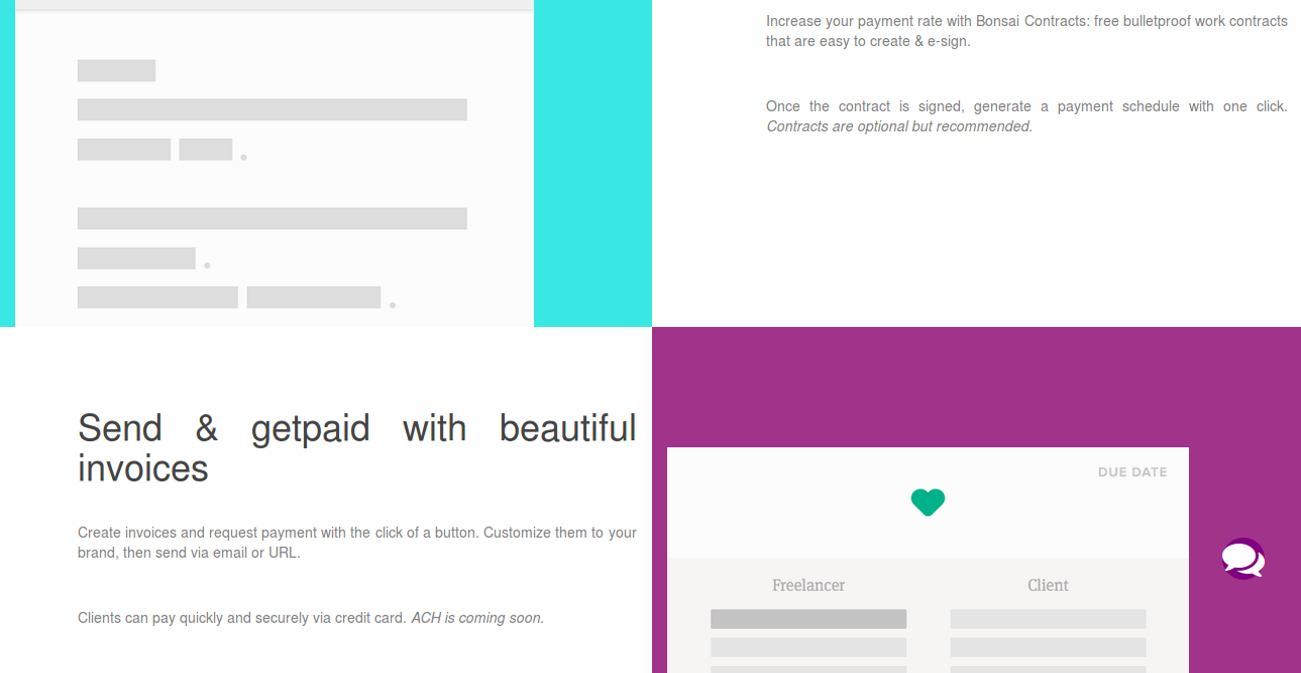 Increase your payment rate with Bonsai Contracts: free bulletproof work contracts
that are easy to create & e-sign.
Once the contract is signed, generate a payment schedule with one click.
Contracts are optional but recommended.
Send & getpaid with beautiful
invoices
Create invoices and request payment with the click of a button. Customize them to your
brand, then send via email or URL.
Clients can pay quickly and securely via credit card. ACH is coming soon.
DUE DATE
Freelancer
Client